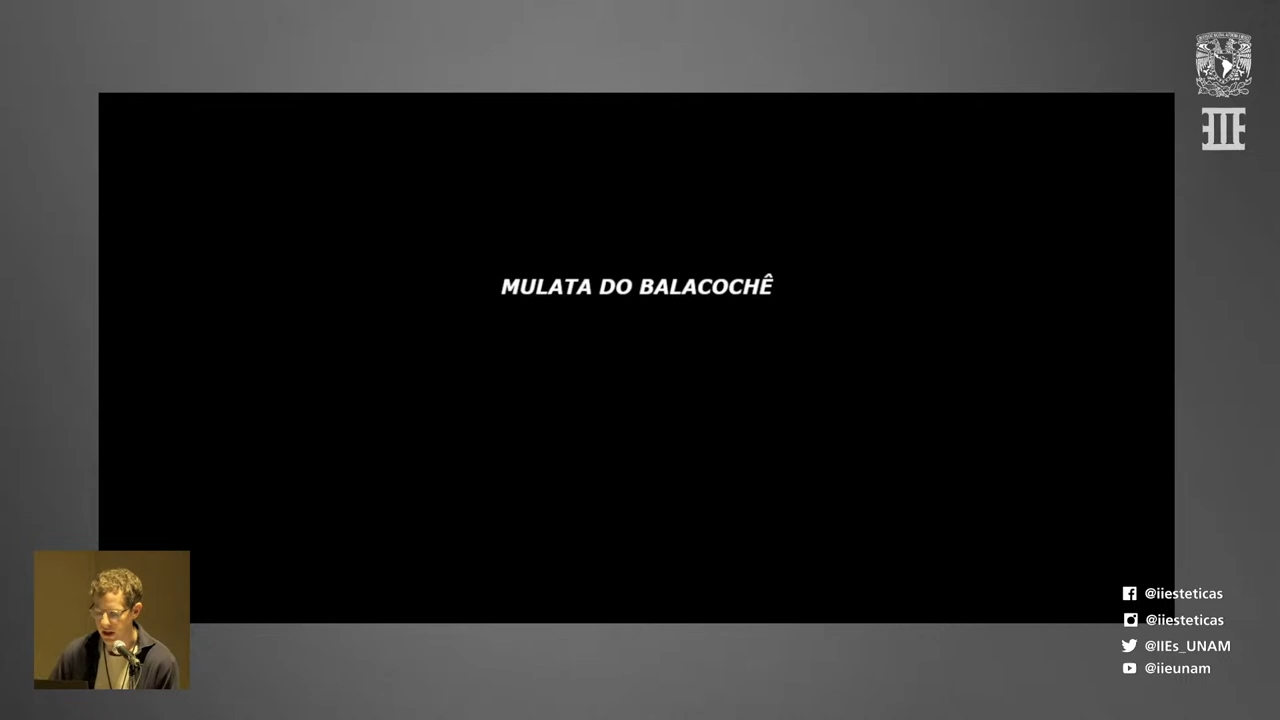 MULATA DO BALACOCHÊ
@iiesteticas
@iiesteticas
@IIEs_UNAM
@iieunam